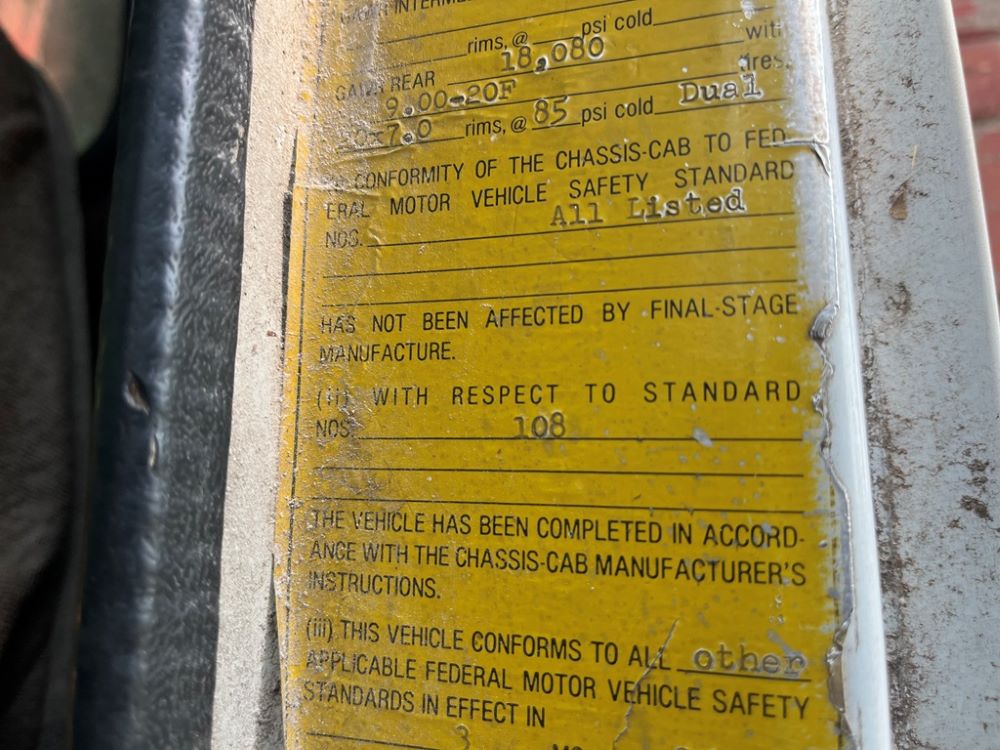 rims, @ psi cold
18,080 with
GAWR REAR tires,
9.00-20F
20x7.0 rims, @ 85 psi cold Dual
CONFORMITY OF THE CHASSIS-CAB TO FED-
ERAL MOTOR VEHICLE SAFETY STANDARD
NOS. All Listed
HAS NOT BEEN AFFECTED BY FINAL-STAGE
MANUFACTURE.
(ii) WITH RESPECT TO STANDARD
NOS. 108
THE VEHICLE HAS BEEN COMPLETED IN ACCORD-
ANCE WITH THE CHASSIS-CAB MANUFACTURER'S
INSTRUCTIONS.
(iii) THIS VEHICLE CONFORMS TO ALL other
APPLICABLE FEDERAL MOTOR VEHICLE SAFETY
STANDARDS IN EFFECT IN
3